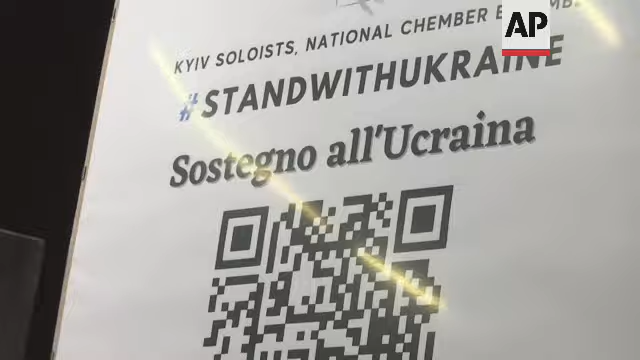 AP
KYIV SOLOISTS, NATIONAL CHEMBER
#STANDWITHUKRAINE
Sostegno all'Ucraina